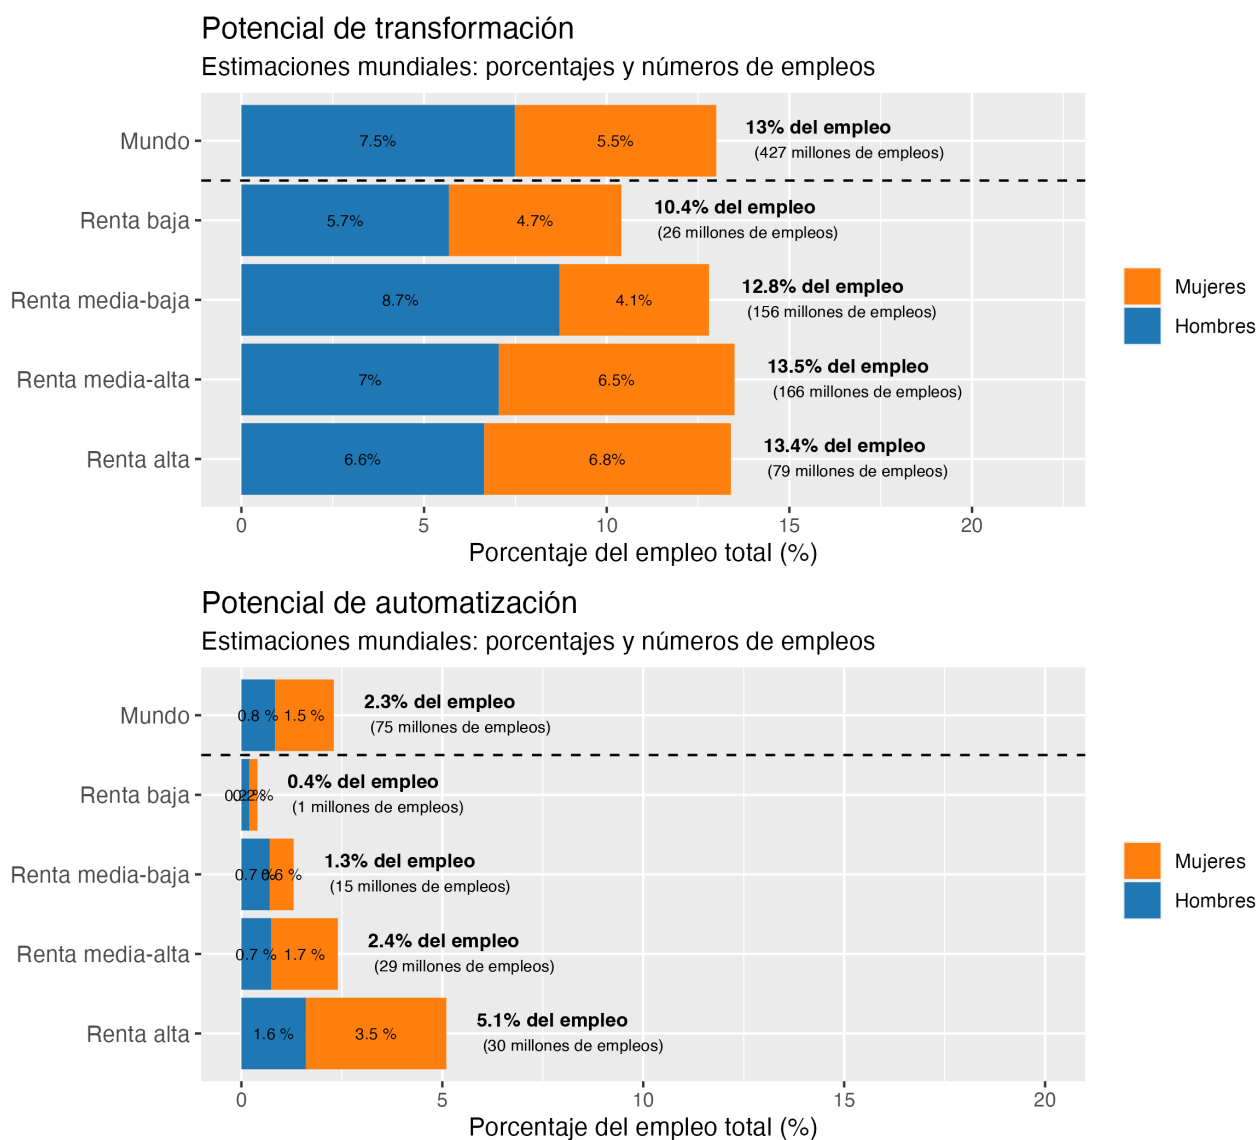 Potencial de transformación
Estimaciones mundiales: porcentajes y números de empleos
Mundo
7.5%
5.5%
13% del empleo
(427 millones de empleos)
Renta baja
5.7%
4.7%
10.4% del empleo
(26 millones de empleos)
Renta media-baja
8.7%
4.1%
12.8% del empleo
(156 millones de empleos)
Renta media-alta
7%
6.5%
13.5% del empleo
(166 millones de empleos)
Renta alta
6.6%
6.8%
13.4% del empleo
(79 millones de empleos)
0 5 10 15 20
Porcentaje del empleo total (%)
Mujeres
Hombres
Potencial de automatización
Estimaciones mundiales: porcentajes y números de empleos
Mundo
0.8 %
1.5 %
2.3% del empleo
(75 millones de empleos)
Renta baja
0.4% del empleo
(1 millones de empleos)
Renta media-baja
0.7 %
0.6 %
1.3% del empleo
(15 millones de empleos)
Renta media-alta
0.7 %
1.7 %
2.4% del empleo
(29 millones de empleos)
Renta alta
1.6 %
3.5 %
5.1% del empleo
(30 millones de empleos)
0 5 10 15 20
Porcentaje del empleo total (%)
Mujeres
Hombres